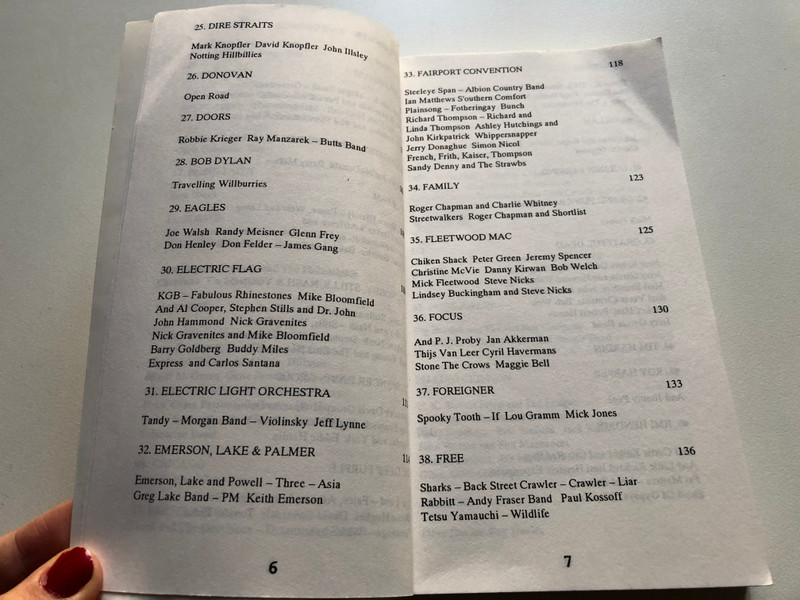 25. DIRE STRAITS
Mark Knopfler David Knopfler John Illsley
Notting Hillbillies
26. DONOVAN
Open Road
27. DOORS
Robbie Krieger Ray Manzarek – Butts Band
28. BOB DYLAN
Travelling Willburries
29. EAGLES
Joe Walsh Randy Meisner Glenn Frey
Don Henley Don Felder – James Gang
30. ELECTRIC FLAG
KGB – Fabulous Rhinestones Mike Bloomfield
And Al Cooper, Stephen Stills and Dr. John
John Hammond Nick Gravenites
Nick Gravenites and Mike Bloomfield
Barry Goldberg Buddy Miles
Express and Carlos Santana
31. ELECTRIC LIGHT ORCHESTRA
Tandy – Morgan Band – Violinsky Jeff Lynne
32. EMERSON, LAKE & PALMER
Emerson, Lake and Powell – Three – Asia
Greg Lake Band – PM Keith Emerson
6
33. FAIRPORT CONVENTION 118
Steeleye Span – Albion Country Band
Ian Matthews S'outhern Comfort
Plainsong – Fotheringay Bunch
Richard Thompson – Richard and
Linda Thompson Ashley Hutchings and
John Kirkpatrick Whippersnapper
Jerry Donaghue Simon Nicol
French, Frith, Kaiser, Thompson
Sandy Denny and The Strawbs
34. FAMILY 123
Roger Chapman and Charlie Whitney
Streetwalkers Roger Chapman and Shortlist
35. FLEETWOOD MAC 125
Chiken Shack Peter Green Jeremy Spencer
Christine McVie Danny Kirwan Bob Welch
Mick Fleetwood Steve Nicks
Lindsey Buckingham and Steve Nicks
36. FOCUS 130
And P. J. Proby Jan Akkerman
Thijs Van Leer Cyril Havermans
Stone The Crows Maggie Bell
37. FOREIGNER 133
Spooky Tooth – If Lou Gramm Mick Jones
38. FREE 136
Sharks – Back Street Crawler – Crawler – Liar
Rabbitt – Andy Fraser Band Paul Kossoff
Tetsu Yamauchi – Wildlife
7